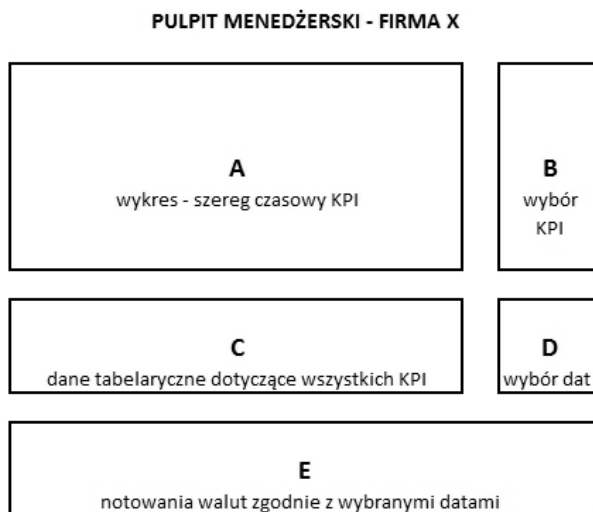 PULPIT MENEDŻERSKI - FIRMA X
A
wykres - szereg czasowy KPI
B
wybór
KPI
C
dane tabelaryczne dotyczące wszystkich KPI
D
wybór dat
E
notowania walut zgodnie z wybranymi datami